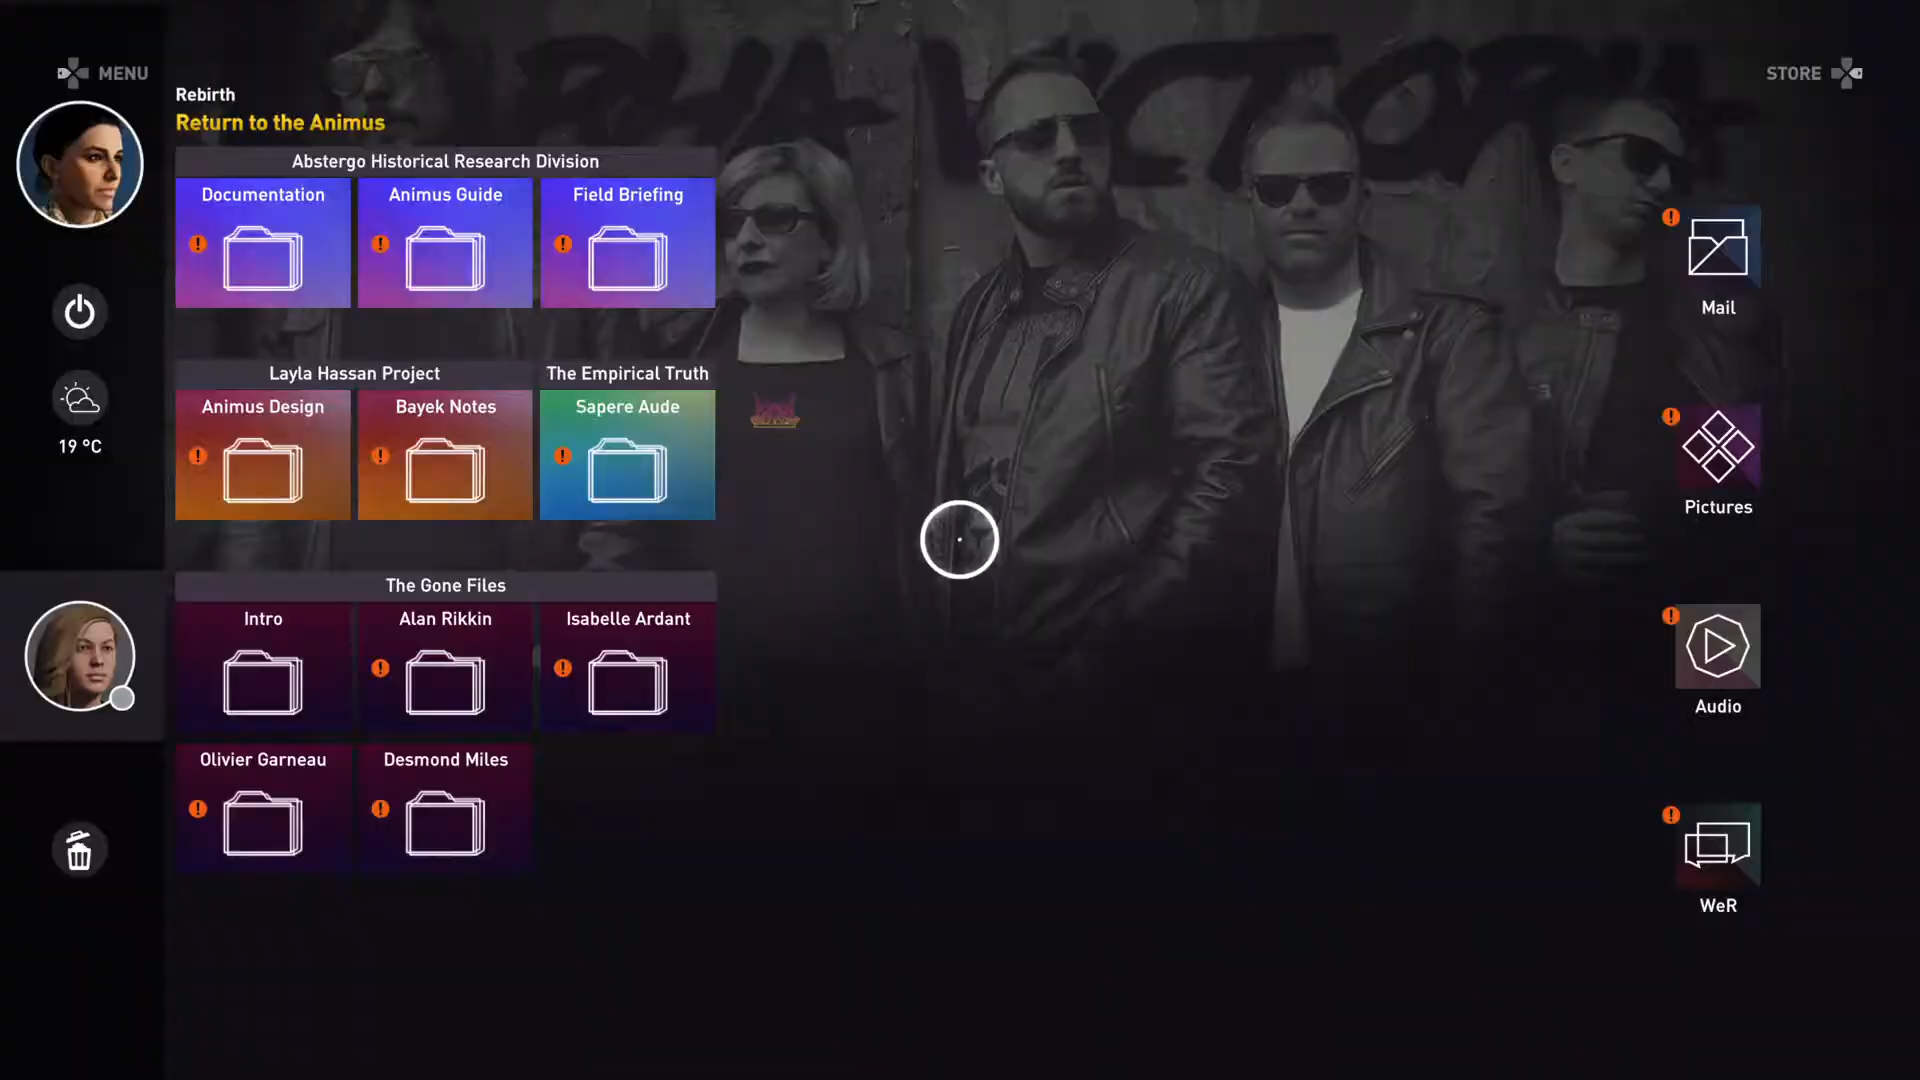 MENU
STORE
Rebirth
Return to the Animus
Abstergo Historical Research Division
Documentation
Animus Guide
Field Briefing
Layla Hassan Project
The Empirical Truth
Animus Design
Bayek Notes
Sapere Aude
19 °C
The Gone Files
Intro
Alan Rikkin
Isabelle Ardant
Olivier Garneau
Desmond Miles
Mail
Pictures
Audio
WeR